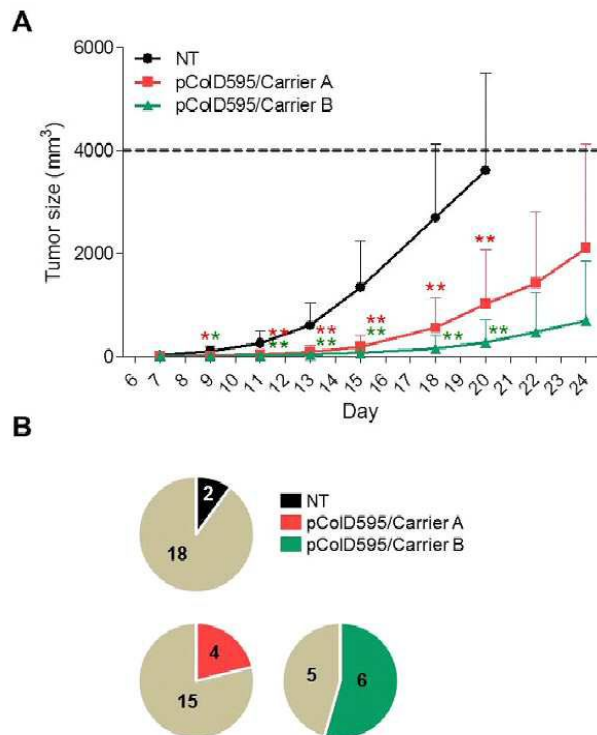 A
6000
4000
2000
0
Tumor size (mm³)
NT
pColD595/Carrier A
pColD595/Carrier B
** ** ** ** ** **
** ** ** ** **
6 7 8 9 10 11 12 13 14 15 16 17 18 19 20 21 22 23 24
Day
B
NT
pColD595/Carrier A
pColD595/Carrier B
2
18
4
15
5
6